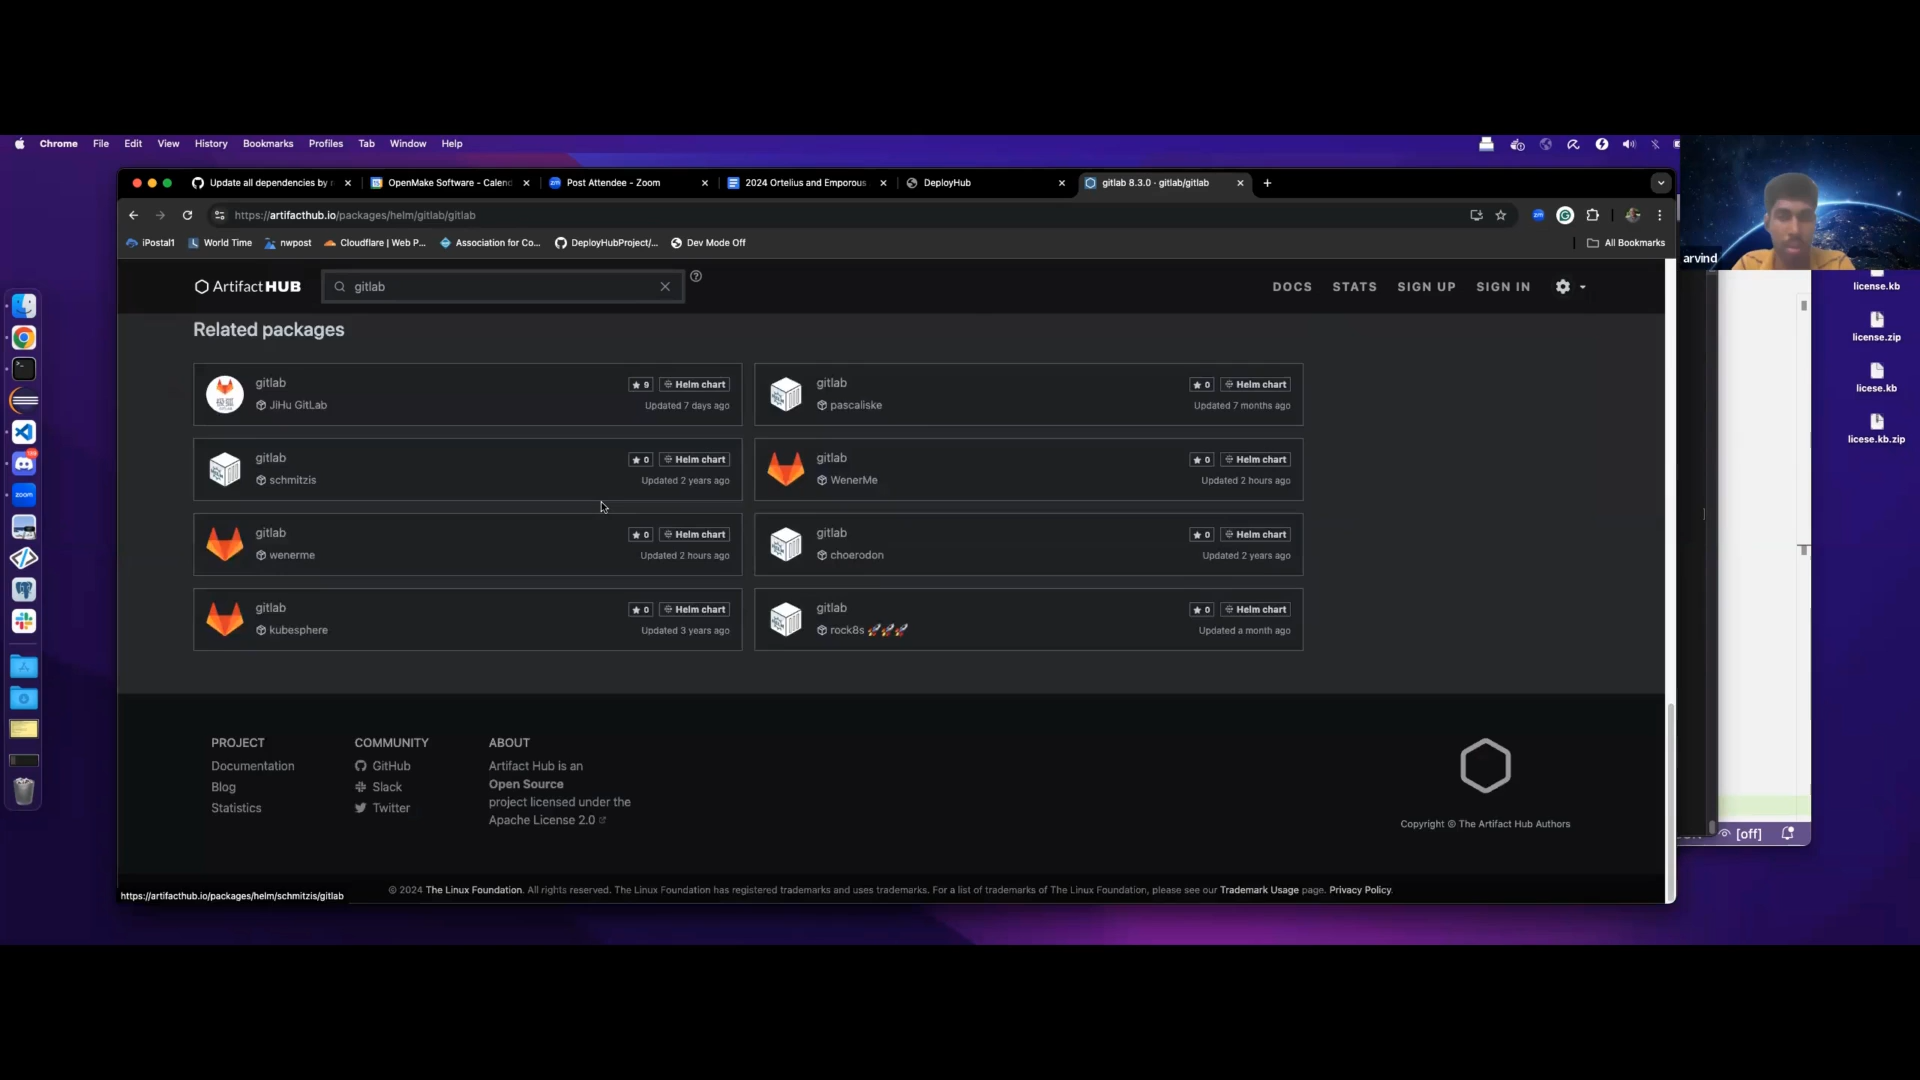 Chrome File Edit View History Bookmarks Profiles Tab Window Help
Update all dependencies by
OpenMake Software - Calend
Post Attendee - Zoom
2024 Ortelius and Emporous
DeployHub
gitlab 8.3.0 - gitlab/gitlab
https://artifacthub.io/packages/helm/gitlab/gitlab
iPostal1 World Time nwpost Cloudflare | Web P... Association for Co... DeployHubProject/... Dev Mode Off All Bookmarks
arvind
Artifact HUB gitlab DOCS STATS SIGN UP SIGN IN
Related packages
gitlab 9 Helm chart
JiHu GitLab Updated 7 days ago
gitlab 0 Helm chart
pascaliske Updated 7 months ago
gitlab 0 Helm chart
schmitzis Updated 2 years ago
gitlab 0 Helm chart
WenerMe Updated 2 hours ago
gitlab 0 Helm chart
wenerme Updated 2 hours ago
gitlab 0 Helm chart
choerodon Updated 2 years ago
gitlab 0 Helm chart
kubesphere Updated 3 years ago
gitlab 0 Helm chart
rock8s 🚀🚀🚀 Updated a month ago
PROJECT
Documentation
Blog
Statistics
COMMUNITY
GitHub
Slack
Twitter
ABOUT
Artifact Hub is an
Open Source
project licensed under the
Apache License 2.0
Copyright © The Artifact Hub Authors
https://artifacthub.io/packages/helm/schmitzis/gitlab
© 2024 The Linux Foundation. All rights reserved. The Linux Foundation has registered trademarks and uses trademarks. For a list of trademarks of The Linux Foundation, please see our Trademark Usage page. Privacy Policy.
license.kb
license.zip
licese.kb
licese.kb.zip
[off]
zoom